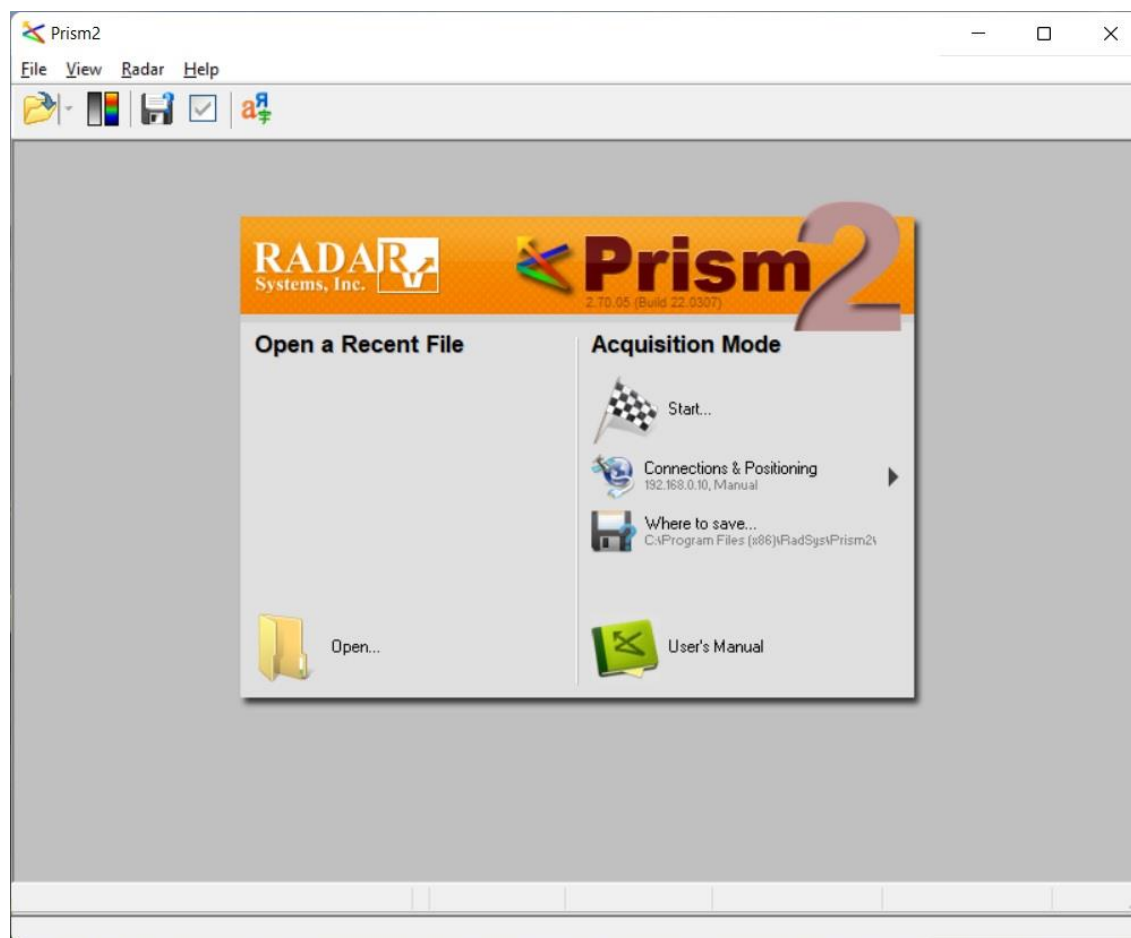 Prism2
File View Radar Help
aЯ
RADAR
Systems, Inc.
Prism2
2.70.05 (Build 22.0307)
Open a Recent File
Acquisition Mode
Start...
Connections & Positioning
192.168.0.10, Manual
Where to save...
C:\Program Files (x86)\RadSys\Prism2\
Open...
User's Manual